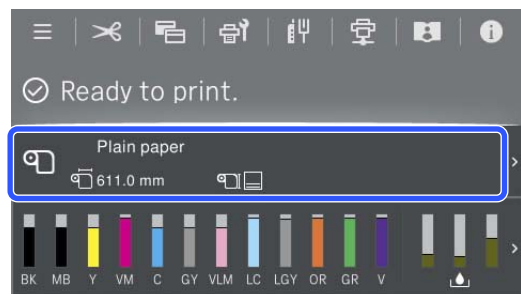 Ready to print.
Plain paper
611.0 mm
BK MB Y VM C GY VLM LC LGY OR GR V